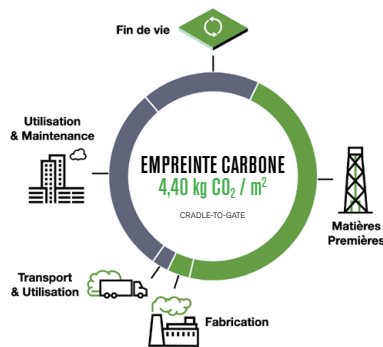 Fin de vie
Utilisation
& Maintenance
EMPREINTE CARBONE
4,40 kg CO₂ / m²
CRADLE-TO-GATE
Matières
Premières
Transport
& Utilisation
Fabrication